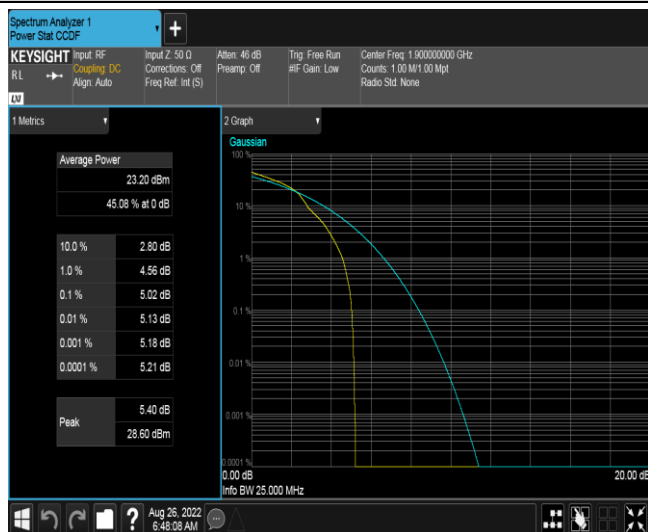 Spectrum Analyzer 1
Power Stat CCDF
KEYSIGHT
RL
Input: RF
Coupling: DC
Align: Auto
Input Z: 50 Ω
Corrections: Off
Freq Ref: Int (S)
Atten: 46 dB
Preamp: Off
Trig: Free Run
#IF Gain: Low
Center Freq: 1.900000000 GHz
Counts: 1.00 M/1.00 Mpt
Radio Std: None
LXI
1 Metrics
Average Power
23.20 dBm
45.08 % at 0 dB
10.0 % 2.80 dB
1.0 % 4.56 dB
0.1 % 5.02 dB
0.01 % 5.13 dB
0.001 % 5.18 dB
0.0001 % 5.21 dB
Peak
5.40 dB
28.60 dBm
2 Graph
Gaussian
100 %
10 %
1 %
0.1 %
0.01 %
0.001 %
0.0001 %
0.00 dB
20.00 dB
Info BW 25.000 MHz
?
Aug 26, 2022
6:48:08 AM